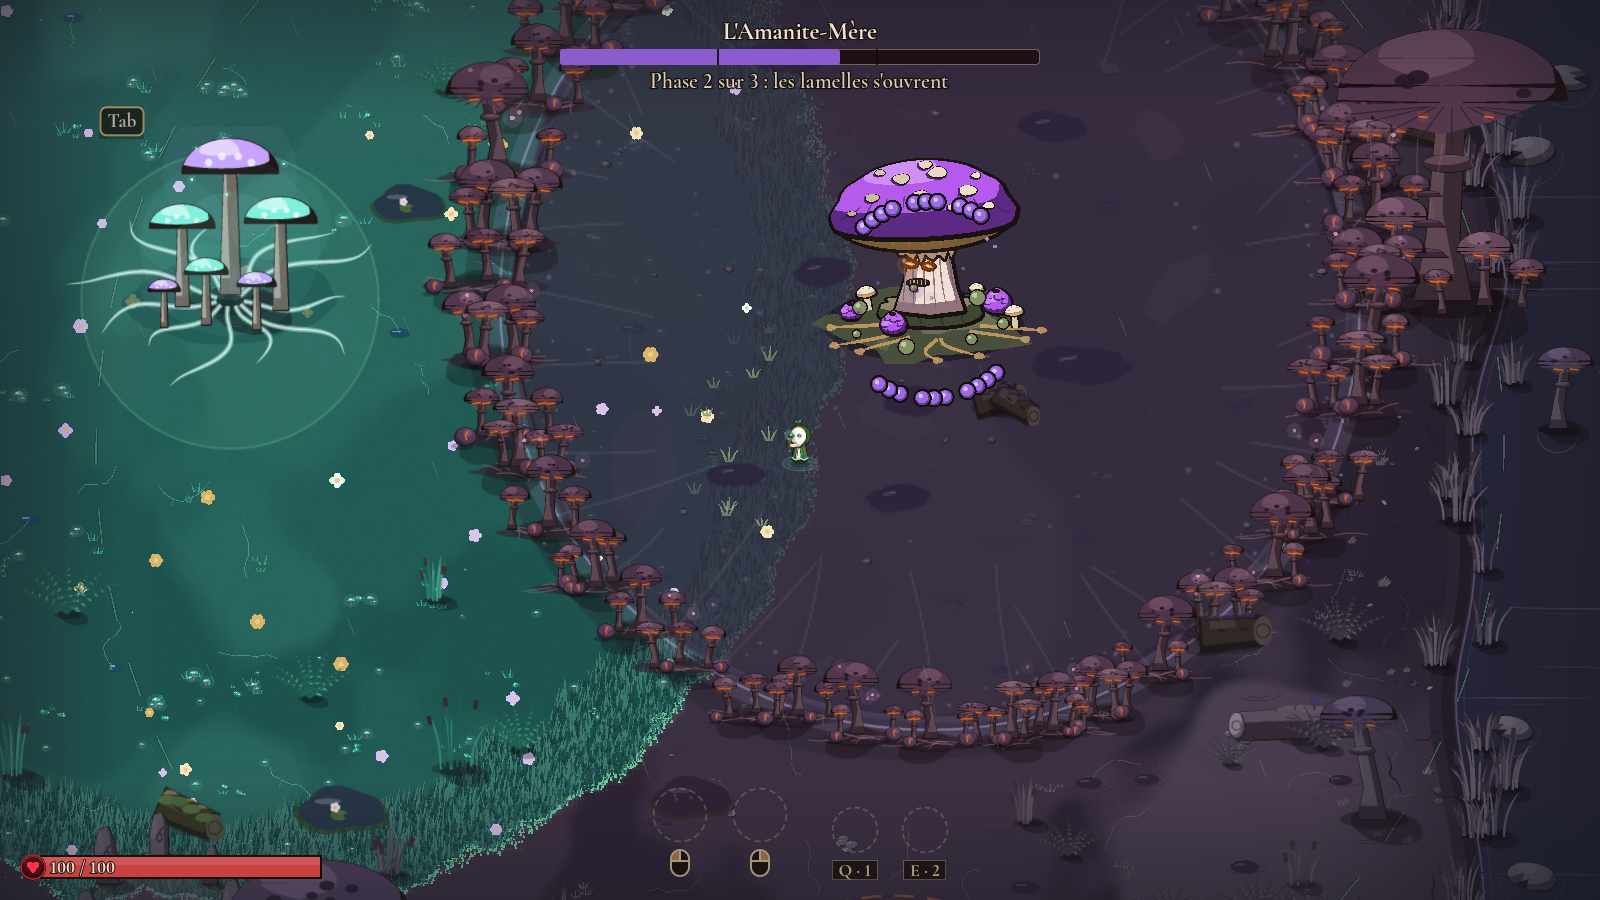 L'Amanite-Mère
Phase 2 sur 3 : les lamelles s'ouvrent
Tab
100 / 100
Q · 1
E · 2